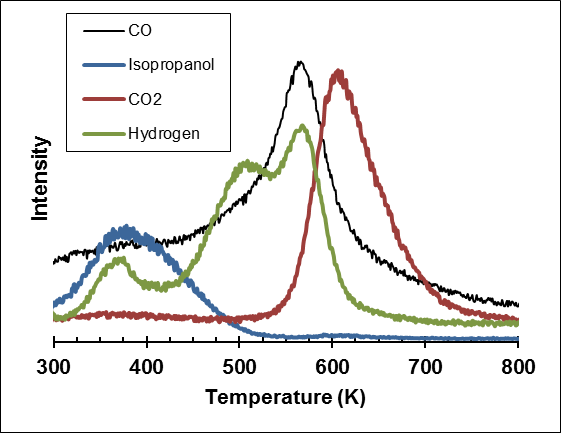 CO
Isopropanol
CO2
Hydrogen
Intensity
300 400 500 600 700 800
Temperature (K)